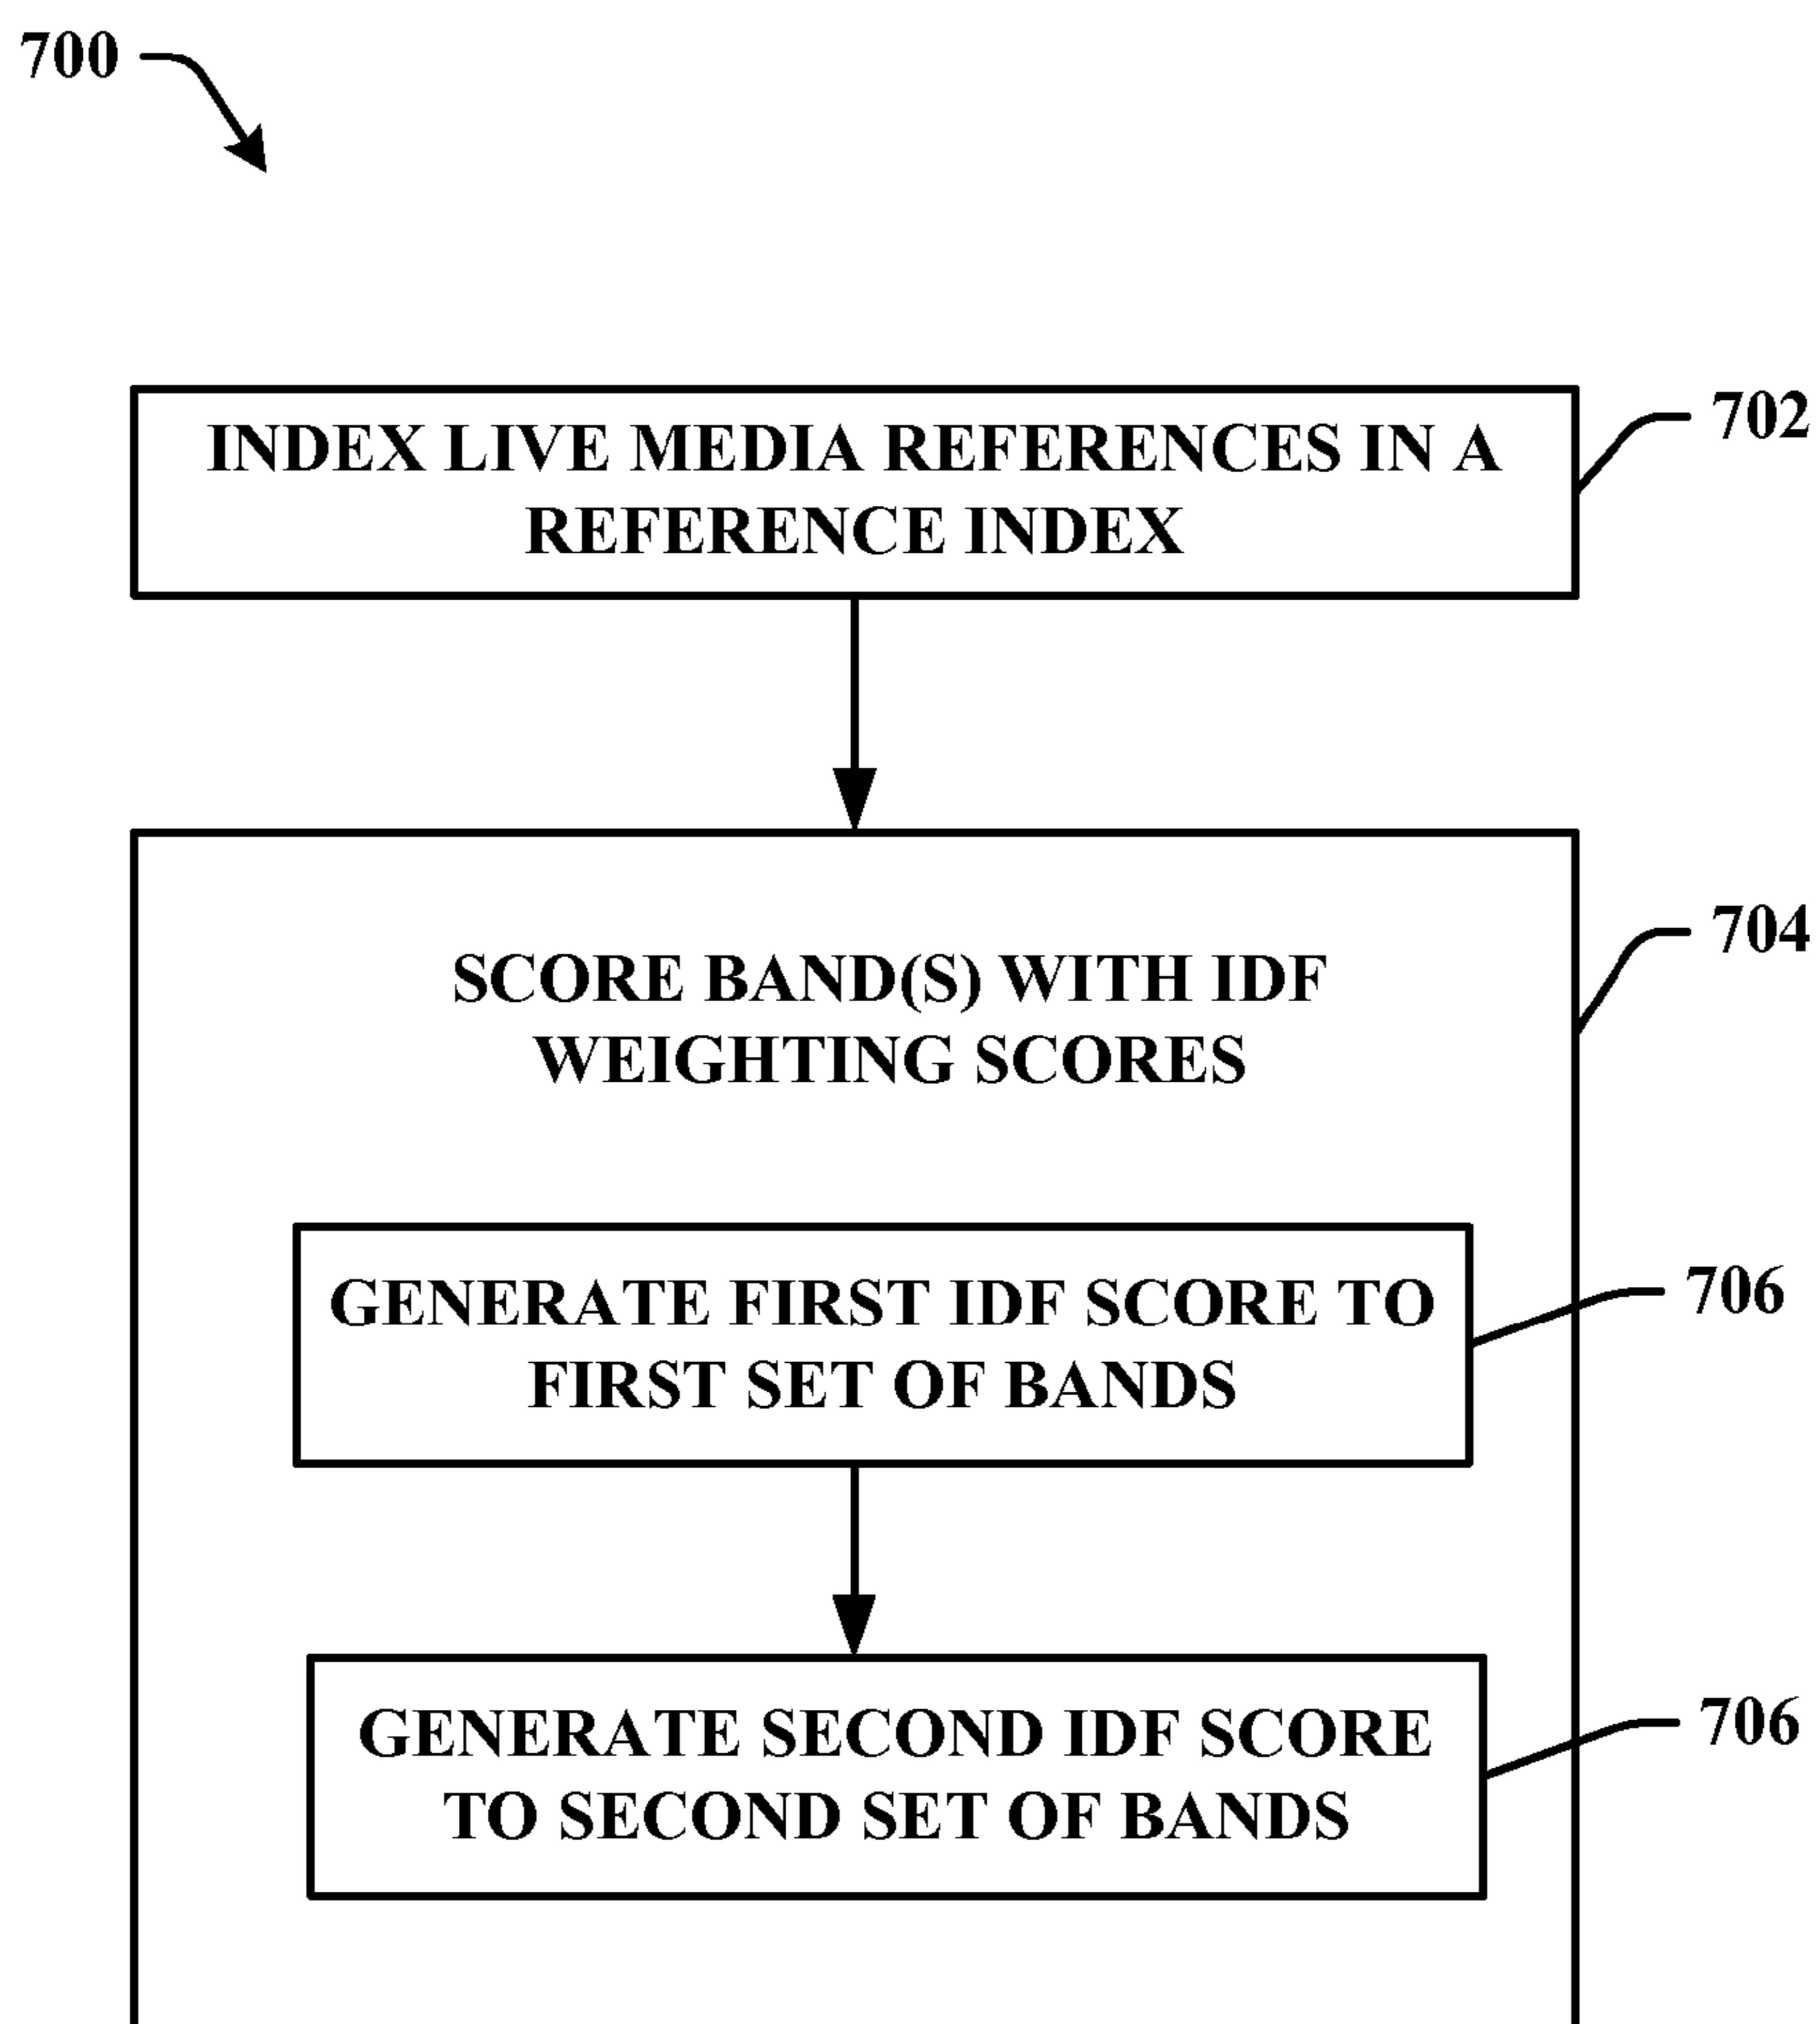 700
INDEX LIVE MEDIA REFERENCES IN A
REFERENCE INDEX
702
SCORE BAND(S) WITH IDF
WEIGHTING SCORES
704
GENERATE FIRST IDF SCORE TO
FIRST SET OF BANDS
706
GENERATE SECOND IDF SCORE
TO SECOND SET OF BANDS
706